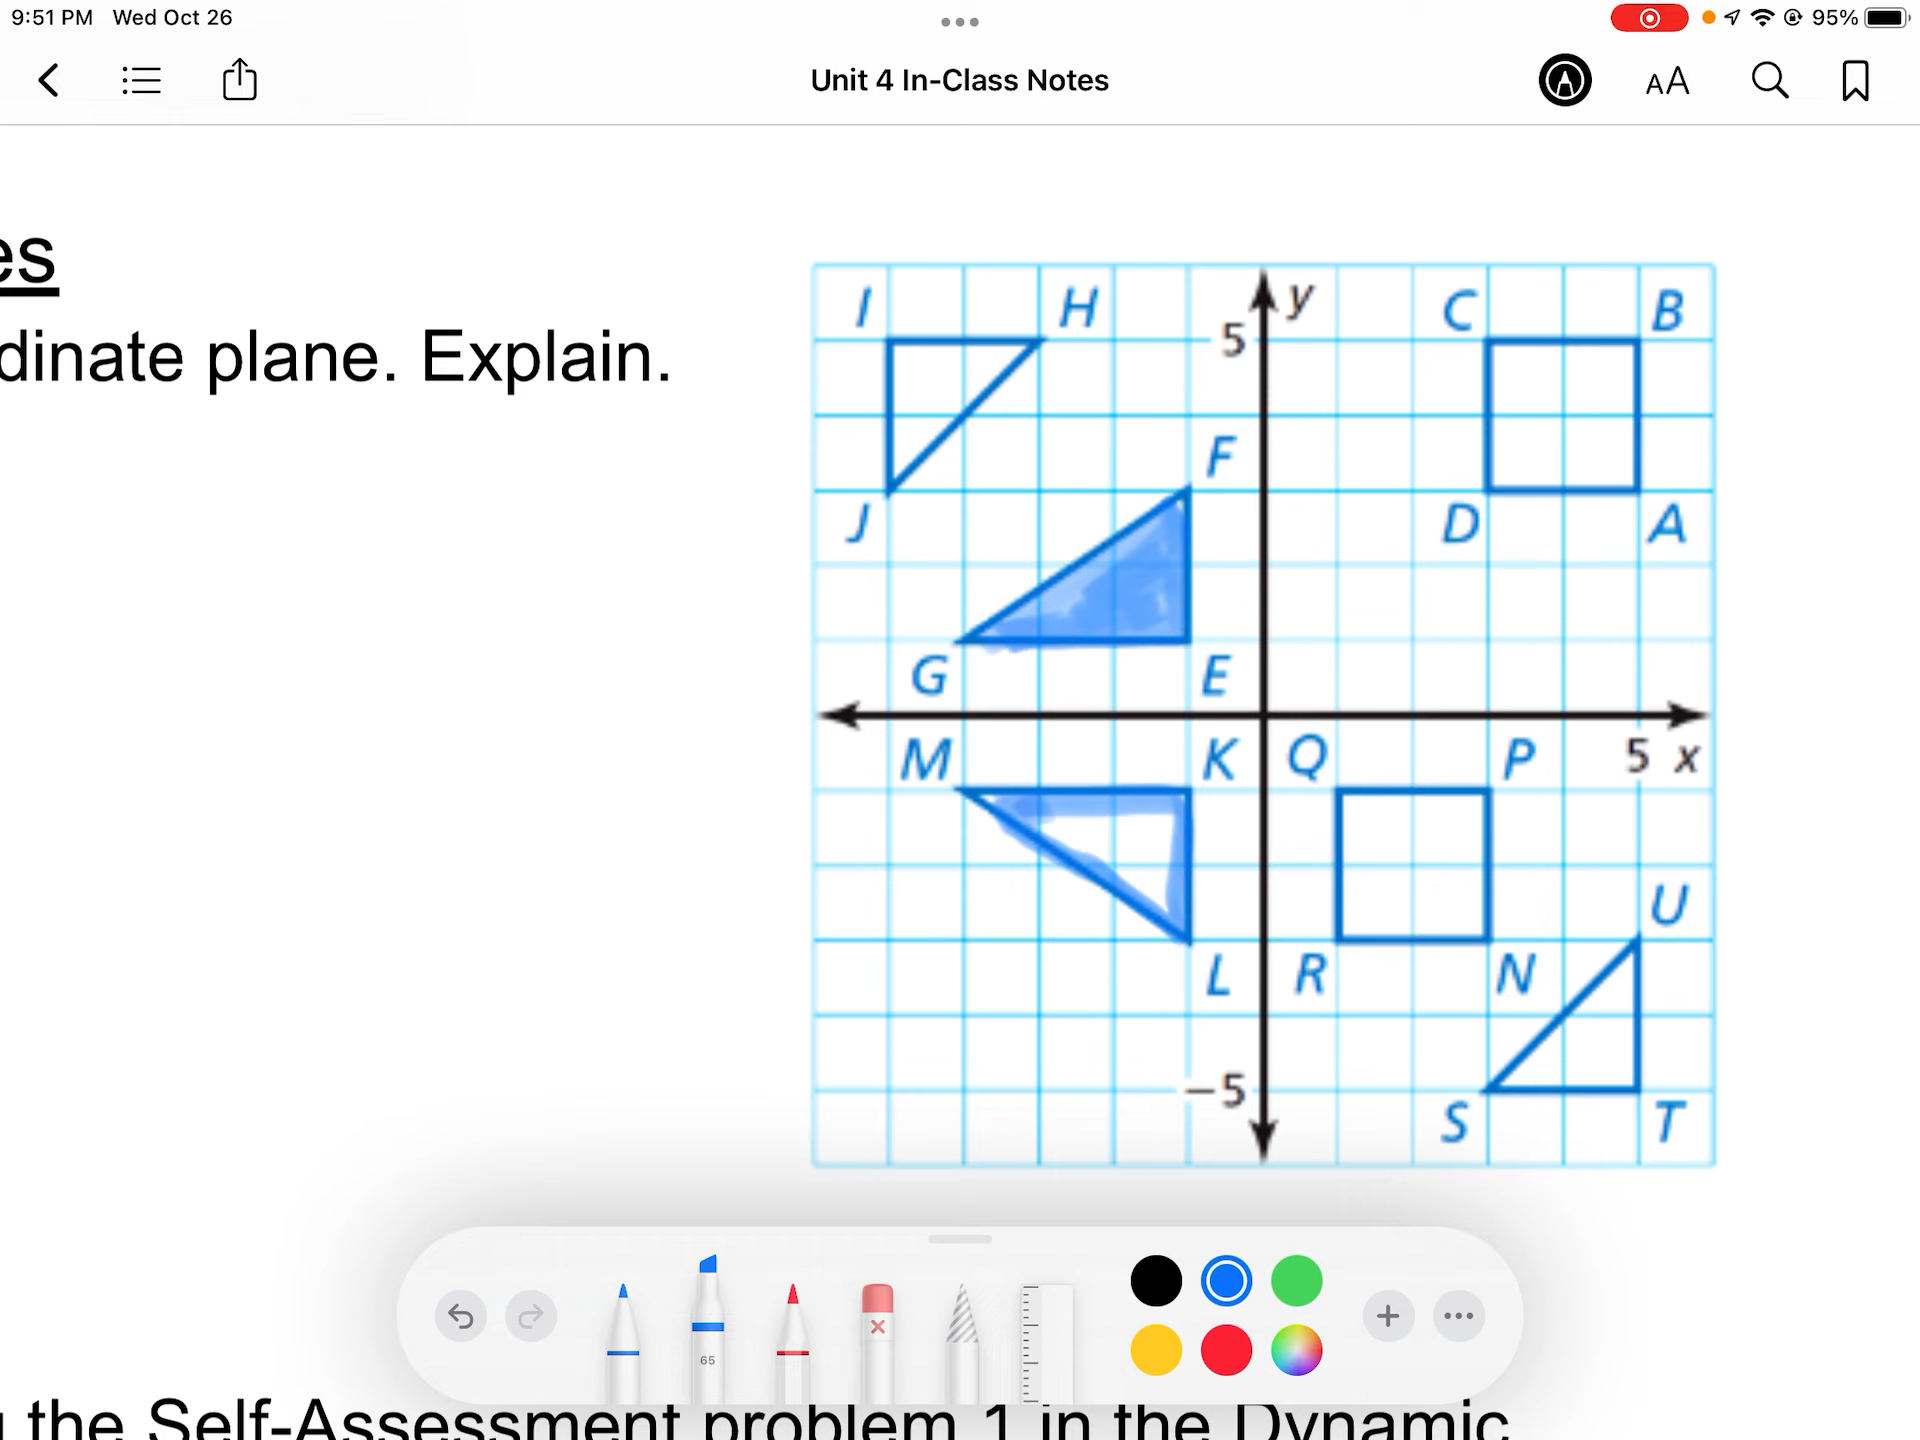 9:51 PM Wed Oct 26
95%
Unit 4 In-Class Notes
AA
es
dinate plane. Explain.
I H y C B
5
F
J D A
G E
M K Q P 5 x
U
L R N
-5
S T
65
the Self-Assessment problem 1 in the Dynamic